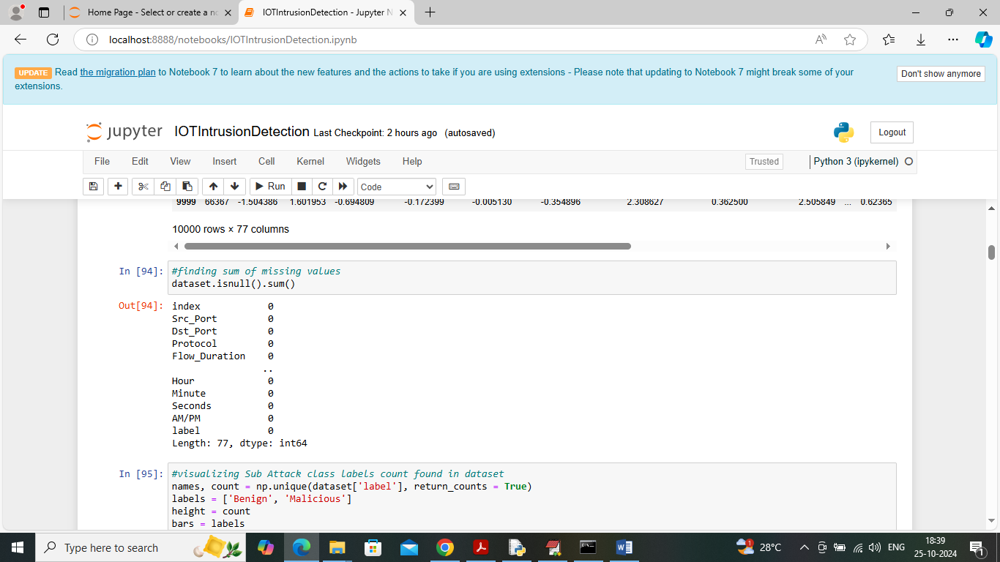 Home Page - Select or create a no
IOTIntrusionDetection - Jupyter N
localhost:8888/notebooks/IOTIntrusionDetection.ipynb
UPDATE Read the migration plan to Notebook 7 to learn about the new features and the actions to take if you are using extensions - Please note that updating to Notebook 7 might break some of your
extensions.
Don't show anymore
jupyter IOTIntrusionDetection Last Checkpoint: 2 hours ago (autosaved)
Logout
File Edit View Insert Cell Kernel Widgets Help
Trusted
Python 3 (ipykernel)
Run
Code
9999 66367 -1.504386 1.601953 -0.694809 -0.172399 -0.005130 -0.354896 2.308627 0.362500 2.505849 ... 0.62365
10000 rows × 77 columns
In [94]: #finding sum of missing values
dataset.isnull().sum()
Out[94]: index 0
Src_Port 0
Dst_Port 0
Protocol 0
Flow_Duration 0
..
Hour 0
Minute 0
Seconds 0
AM/PM 0
label 0
Length: 77, dtype: int64
In [95]: #visualizing Sub Attack class labels count found in dataset
names, count = np.unique(dataset['label'], return_counts = True)
labels = ['Benign', 'Malicious']
height = count
bars = labels
Type here to search
1
28°C
ENG
18:39
25-10-2024
1